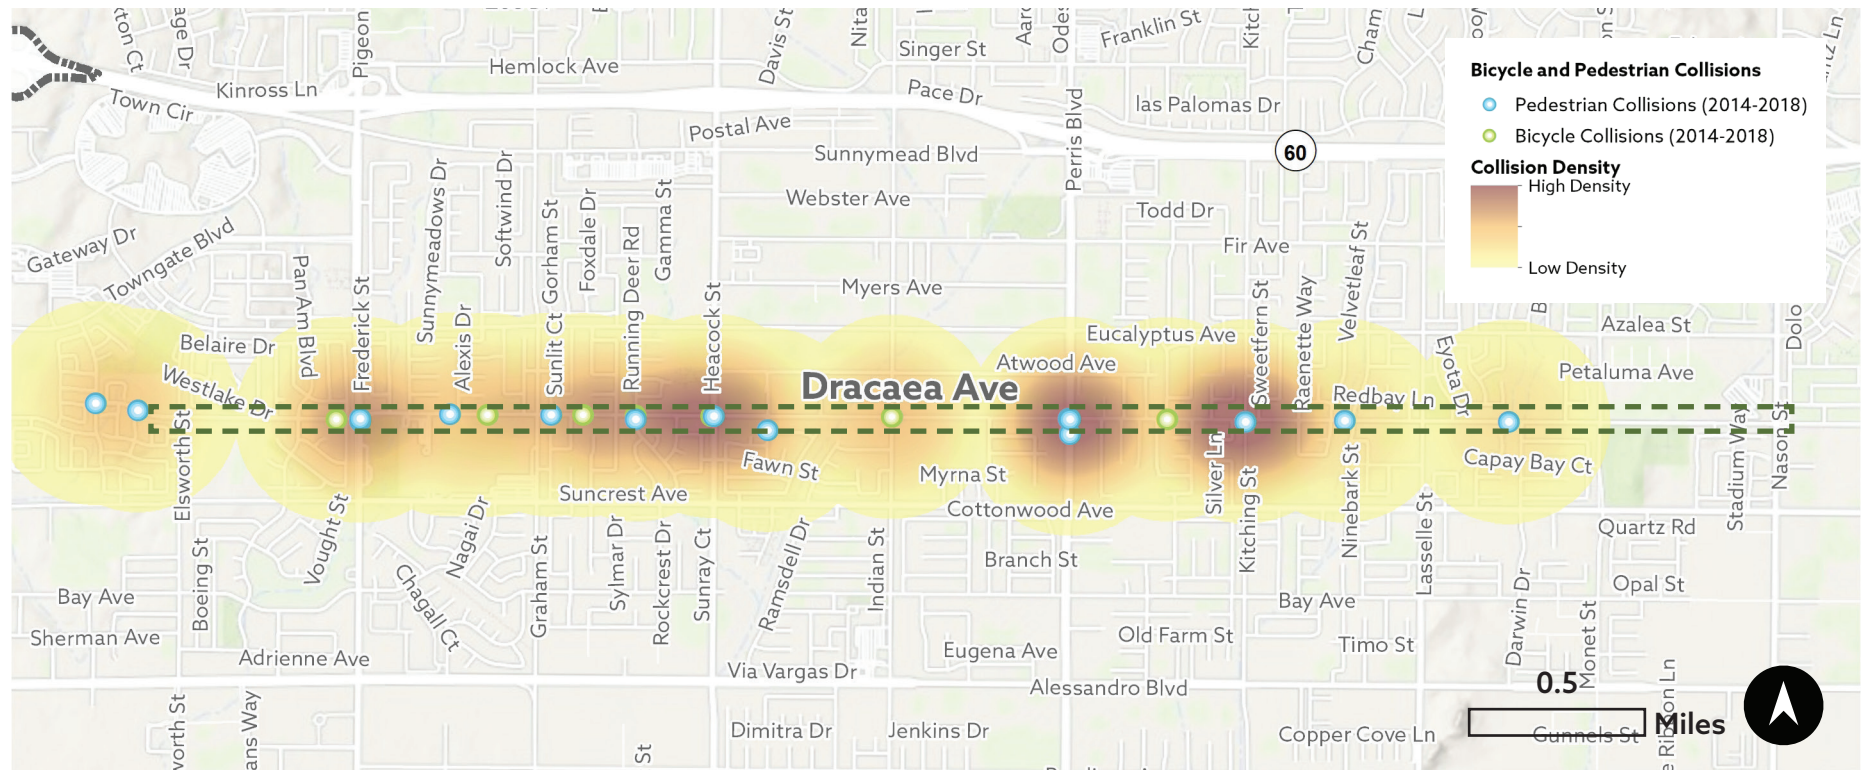 Singer St
Franklin St
Hemlock Ave
Davis St
Pigeon
Kinross Ln
Town Cir
Pace Dr
las Palomas Dr
Postal Ave
Sunnymead Blvd
Perris Blvd
60
Webster Ave
Todd Dr
Fir Ave
Bicycle and Pedestrian Collisions
Pedestrian Collisions (2014-2018)
Bicycle Collisions (2014-2018)
Collision Density
High Density
Low Density
Gateway Dr
Towngate Blvd
Sunnymeadows Dr
Softwind Dr
Gorham St
Foxdale Dr
Running Deer Rd
Gamma St
Myers Ave
Velvetleaf St
Pan Am Blvd
Frederick St
Alexis Dr
Sunlit Ct
Heacock St
Sweetfern St
Raenette Way
Eucalyptus Ave
Azalea St
Belaire Dr
Westlake Dr
Atwood Ave
Dracaea Ave
Redbay Ln
Eyota Dr
Petaluma Ave
Elsworth St
Fawn St
Myrna St
Silver Ln
Kitching St
Capay Bay Ct
Stadium Way
Nason St
Suncrest Ave
Cottonwood Ave
Ninebark St
Lasselle St
Quartz Rd
Vought St
Nagai Dr
Chagall Ct
Graham St
Sylmar Dr
Rockcrest Dr
Sunray Ct
Ramsdell Dr
Indian St
Branch St
Boeing St
Bay Ave
Bay Ave
Opal St
Darwin Dr
Monet St
Sherman Ave
Adrienne Ave
Old Farm St
Timo St
Eugena Ave
Via Vargas Dr
Alessandro Blvd
Dimitra Dr
Jenkins Dr
Copper Cove Ln
Gunnels St
0.5
Miles